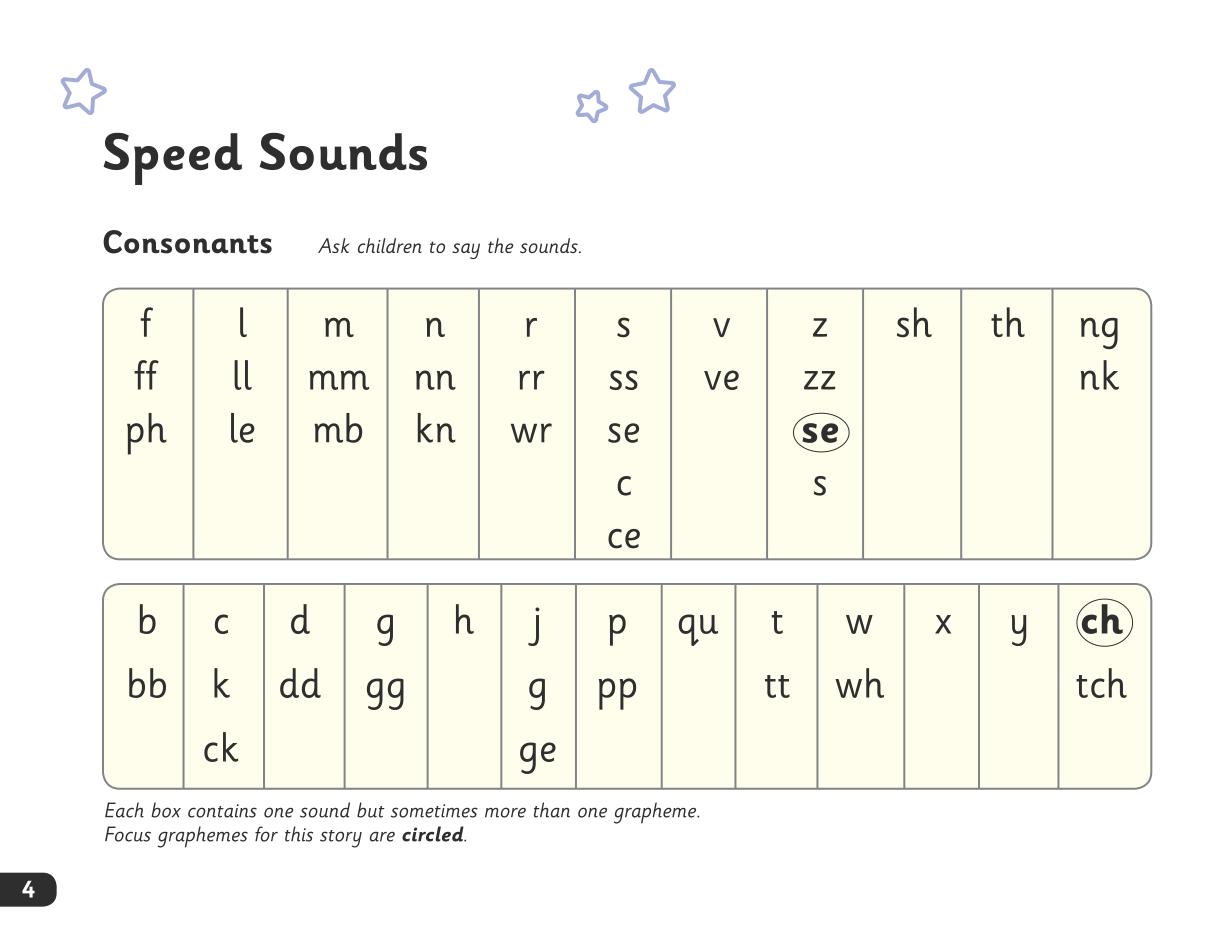 Speed Sounds
Consonants Ask children to say the sounds.
f l m n r s v z sh th ng
ff ll mm nn rr ss ve zz nk
ph le mb kn wr se se
c s
ce
b c d g h j p qu t w x y ch
bb k dd gg g pp tt wh tch
ck ge
Each box contains one sound but sometimes more than one grapheme.
Focus graphemes for this story are circled.
4